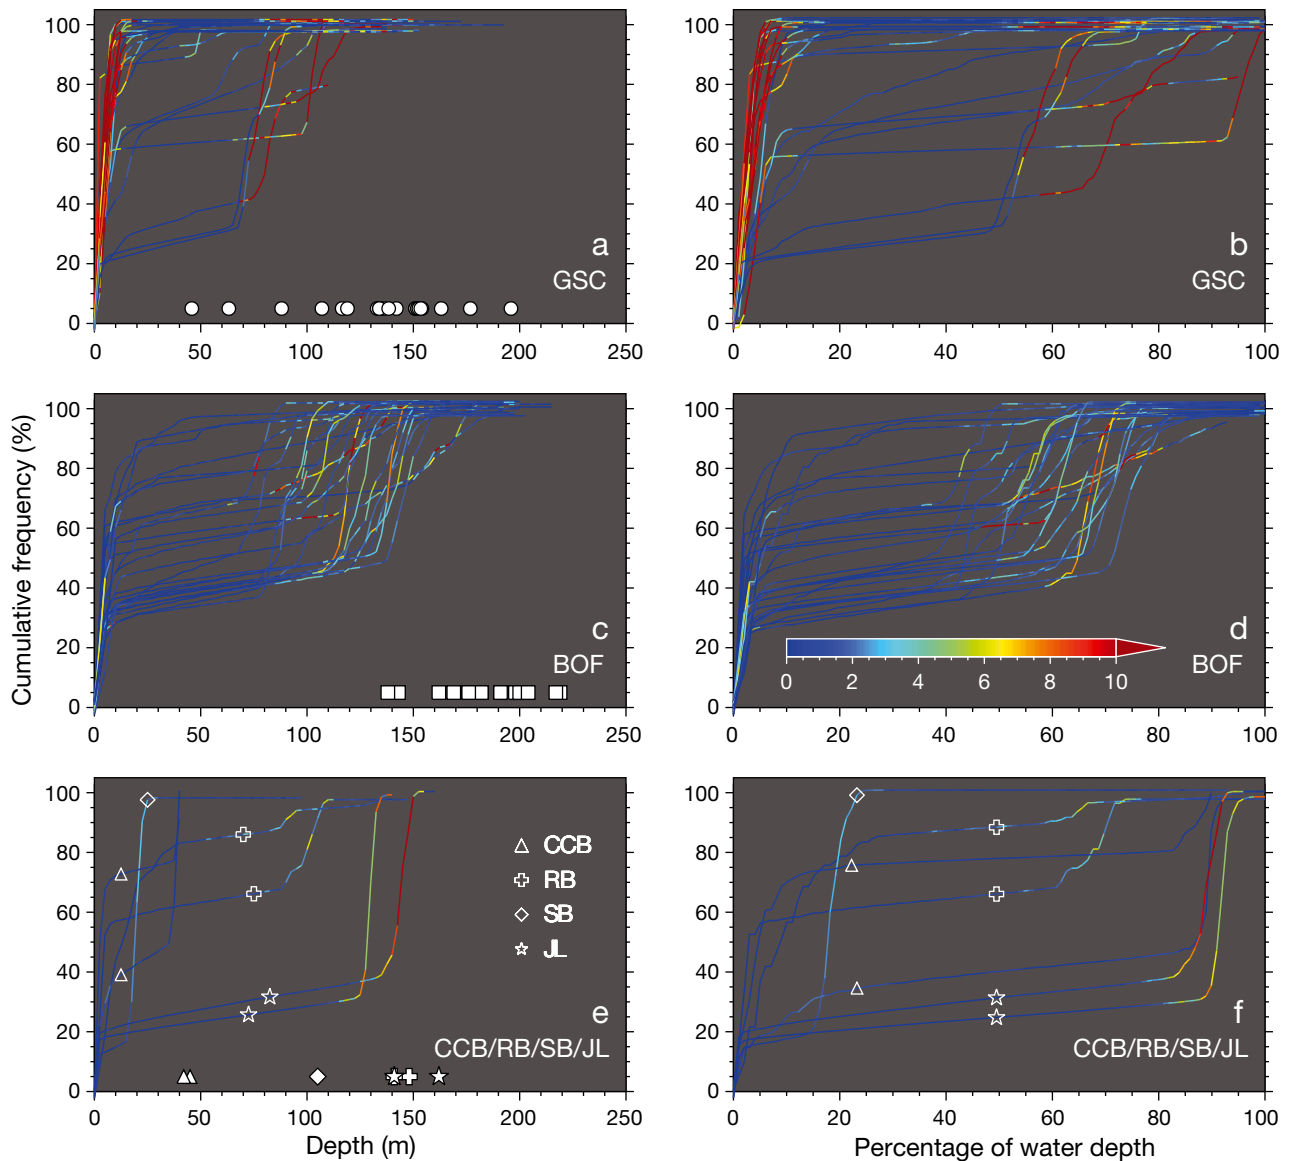 100
80
60
40
20
0
a
GSC
0 50 100 150 200 250
100
80
60
40
20
0
b
GSC
0 20 40 60 80 100
Cumulative frequency (%)
100
80
60
40
20
0
c
BOF
0 50 100 150 200 250
100
80
60
40
20
0
d
BOF
0 2 4 6 8 10
0 20 40 60 80 100
100
80
60
40
20
0
CCB
RB
SB
JL
e
CCB/RB/SB/JL
0 50 100 150 200 250
Depth (m)
100
80
60
40
20
0
f
CCB/RB/SB/JL
0 20 40 60 80 100
Percentage of water depth